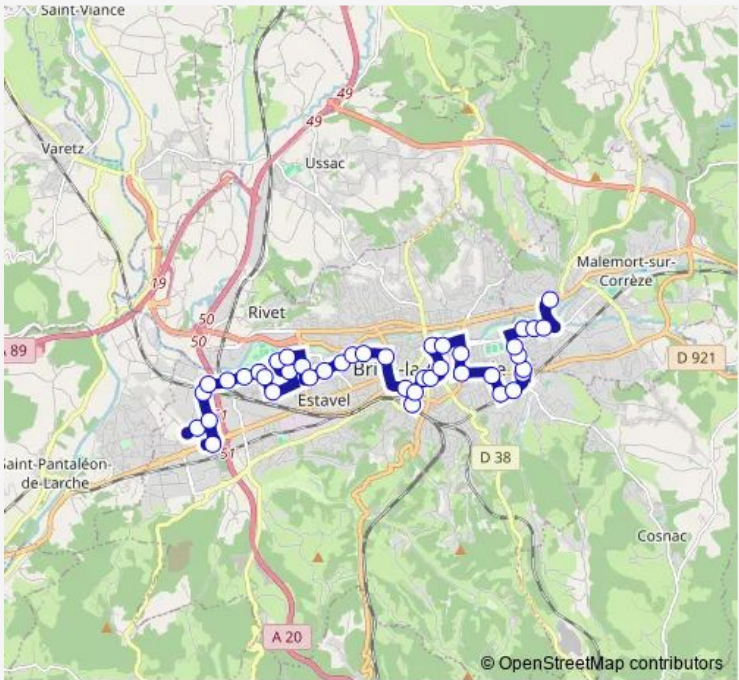 Saint-Viance
49
49
Varetz
Ussac
Malemort-sur-
Corrèze
19
Rivet
50
50
89
D 921
Estavel
51
Saint-Pantaléon-
de-Larche
D 38
Cosnac
A 20
© OpenStreetMap contributors